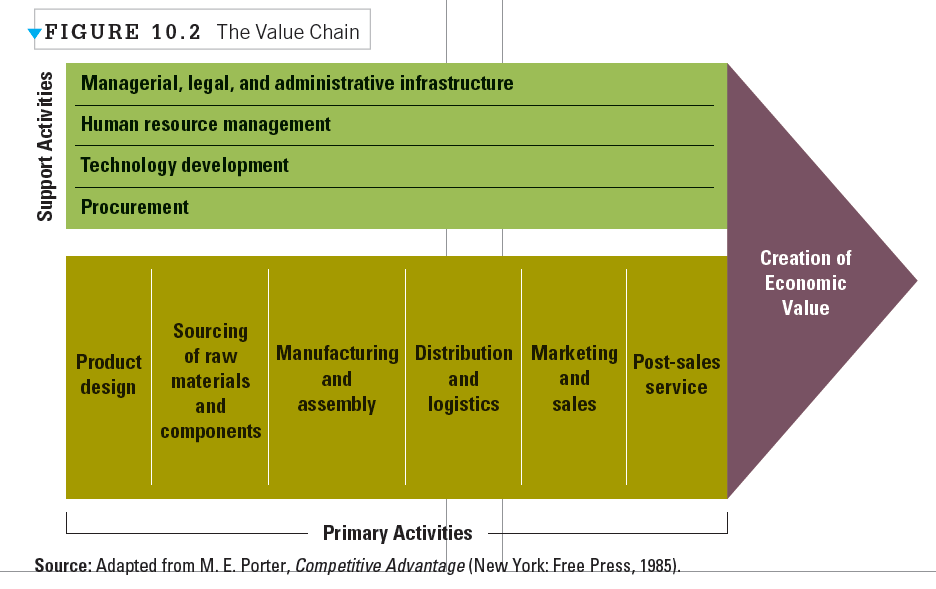 FIGURE 10.2 The Value Chain
Support Activities
Managerial, legal, and administrative infrastructure
Human resource management
Technology development
Procurement
Creation of
Economic
Value
Product
design
Sourcing
of raw
materials
and
components
Manufacturing
and
assembly
Distribution
and
logistics
Marketing
and
sales
Post-sales
service
Primary Activities
Source: Adapted from M. E. Porter, Competitive Advantage (New York: Free Press, 1985).